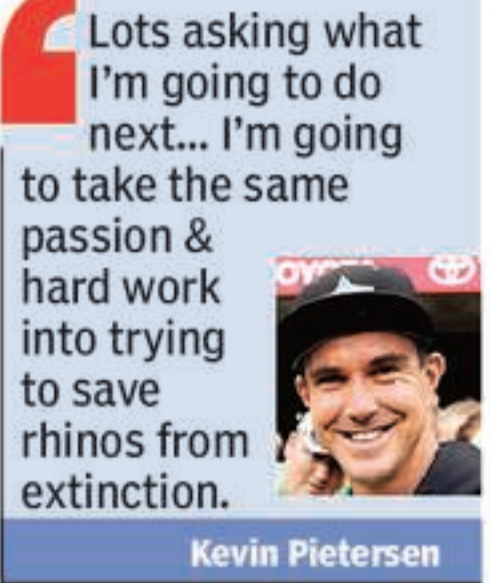 Lots asking what
I'm going to do
next... I'm going
to take the same
passion &
hard work
into trying
to save
rhinos from
extinction.
OYOTA
Kevin Pietersen